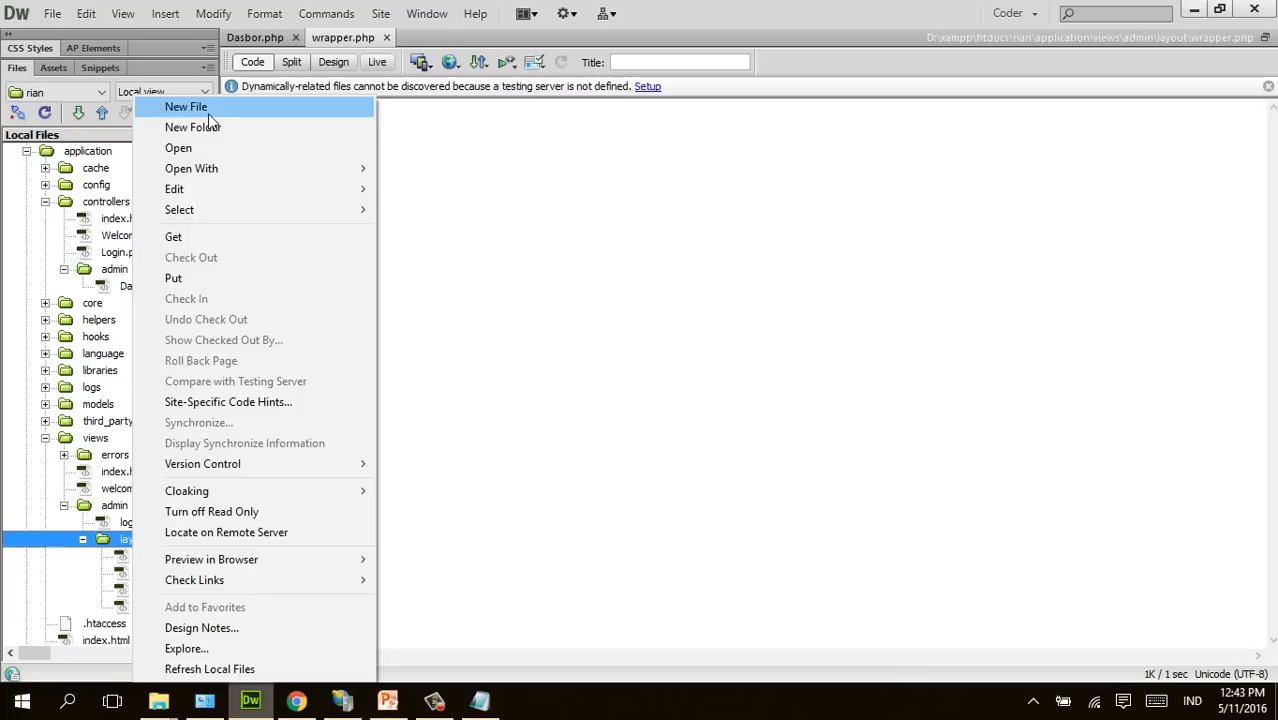 Dw File Edit View Insert Modify Format Commands Site Window Help Coder
CSS Styles AP Elements
Dasbor.php wrapper.php D:\xampp\htdocs\rian\application\views\admin\layout\wrapper.php
Files Assets Snippets
Code Split Design Live Title:
rian Local view
Dynamically-related files cannot be discovered because a testing server is not defined. Setup
Local Files
application
cache
config
controllers
index.h
Welcom
Login.p
admin
Da
core
helpers
hooks
language
libraries
logs
models
third_party
views
errors
index.h
welcom
admin
log
lay
.htaccess
index.html
New File
New Folder
Open
Open With
Edit
Select
Get
Check Out
Put
Check In
Undo Check Out
Show Checked Out By...
Roll Back Page
Compare with Testing Server
Site-Specific Code Hints...
Synchronize...
Display Synchronize Information
Version Control
Cloaking
Turn off Read Only
Locate on Remote Server
Preview in Browser
Check Links
Add to Favorites
Design Notes...
Explore...
Refresh Local Files
1K / 1 sec Unicode (UTF-8)
Dw
IND
12:43 PM
5/11/2016